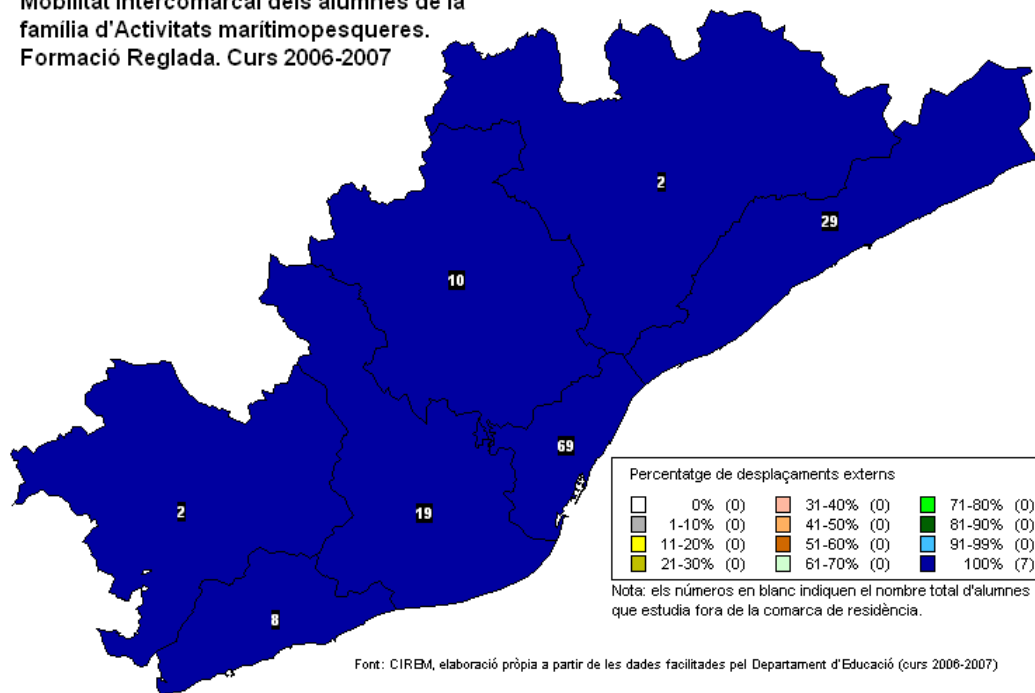 Mobilitat intercomarcal dels alumnes de la
família d'Activitats marítimopesqueres.
Formació Reglada. Curs 2006-2007
2
29
10
69
2
19
8
Percentatge de desplaçaments externs
0% (0)
1-10% (0)
11-20% (0)
21-30% (0)
31-40% (0)
41-50% (0)
51-60% (0)
61-70% (0)
71-80% (0)
81-90% (0)
91-99% (0)
100% (7)
Nota: els números en blanc indiquen el nombre total d'alumnes
que estudia fora de la comarca de residència.
Font: CIREM, elaboració pròpia a partir de les dades facilitades pel Departament d'Educació (curs 2006-2007)